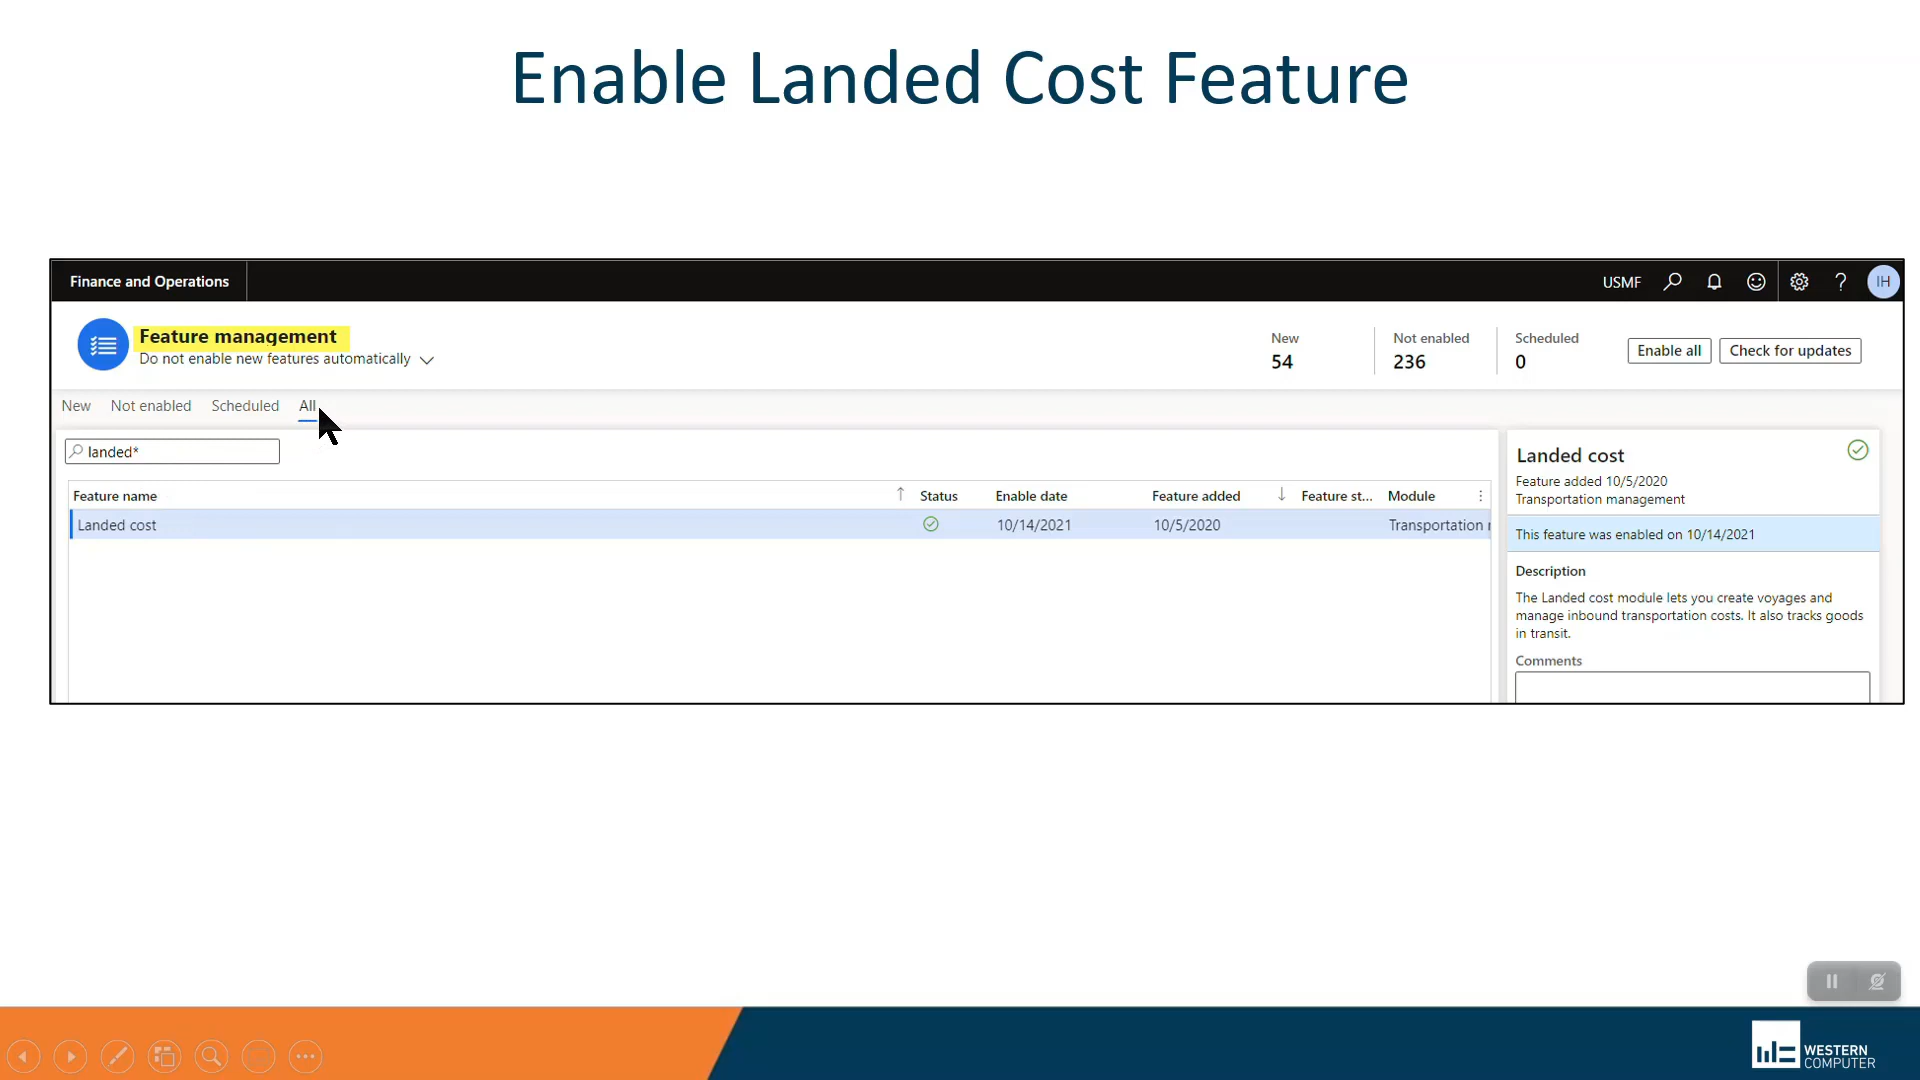 Enable Landed Cost Feature
Finance and Operations
USMF
?
IH
Feature management
Do not enable new features automatically
New
54
Not enabled
236
Scheduled
0
Enable all
Check for updates
New Not enabled Scheduled All
landed*
Feature name Status Enable date Feature added Feature st... Module
Landed cost 10/14/2021 10/5/2020 Transportation
Landed cost
Feature added 10/5/2020
Transportation management
This feature was enabled on 10/14/2021
Description
The Landed cost module lets you create voyages and
manage inbound transportation costs. It also tracks goods
in transit.
Comments
WESTERN
COMPUTER